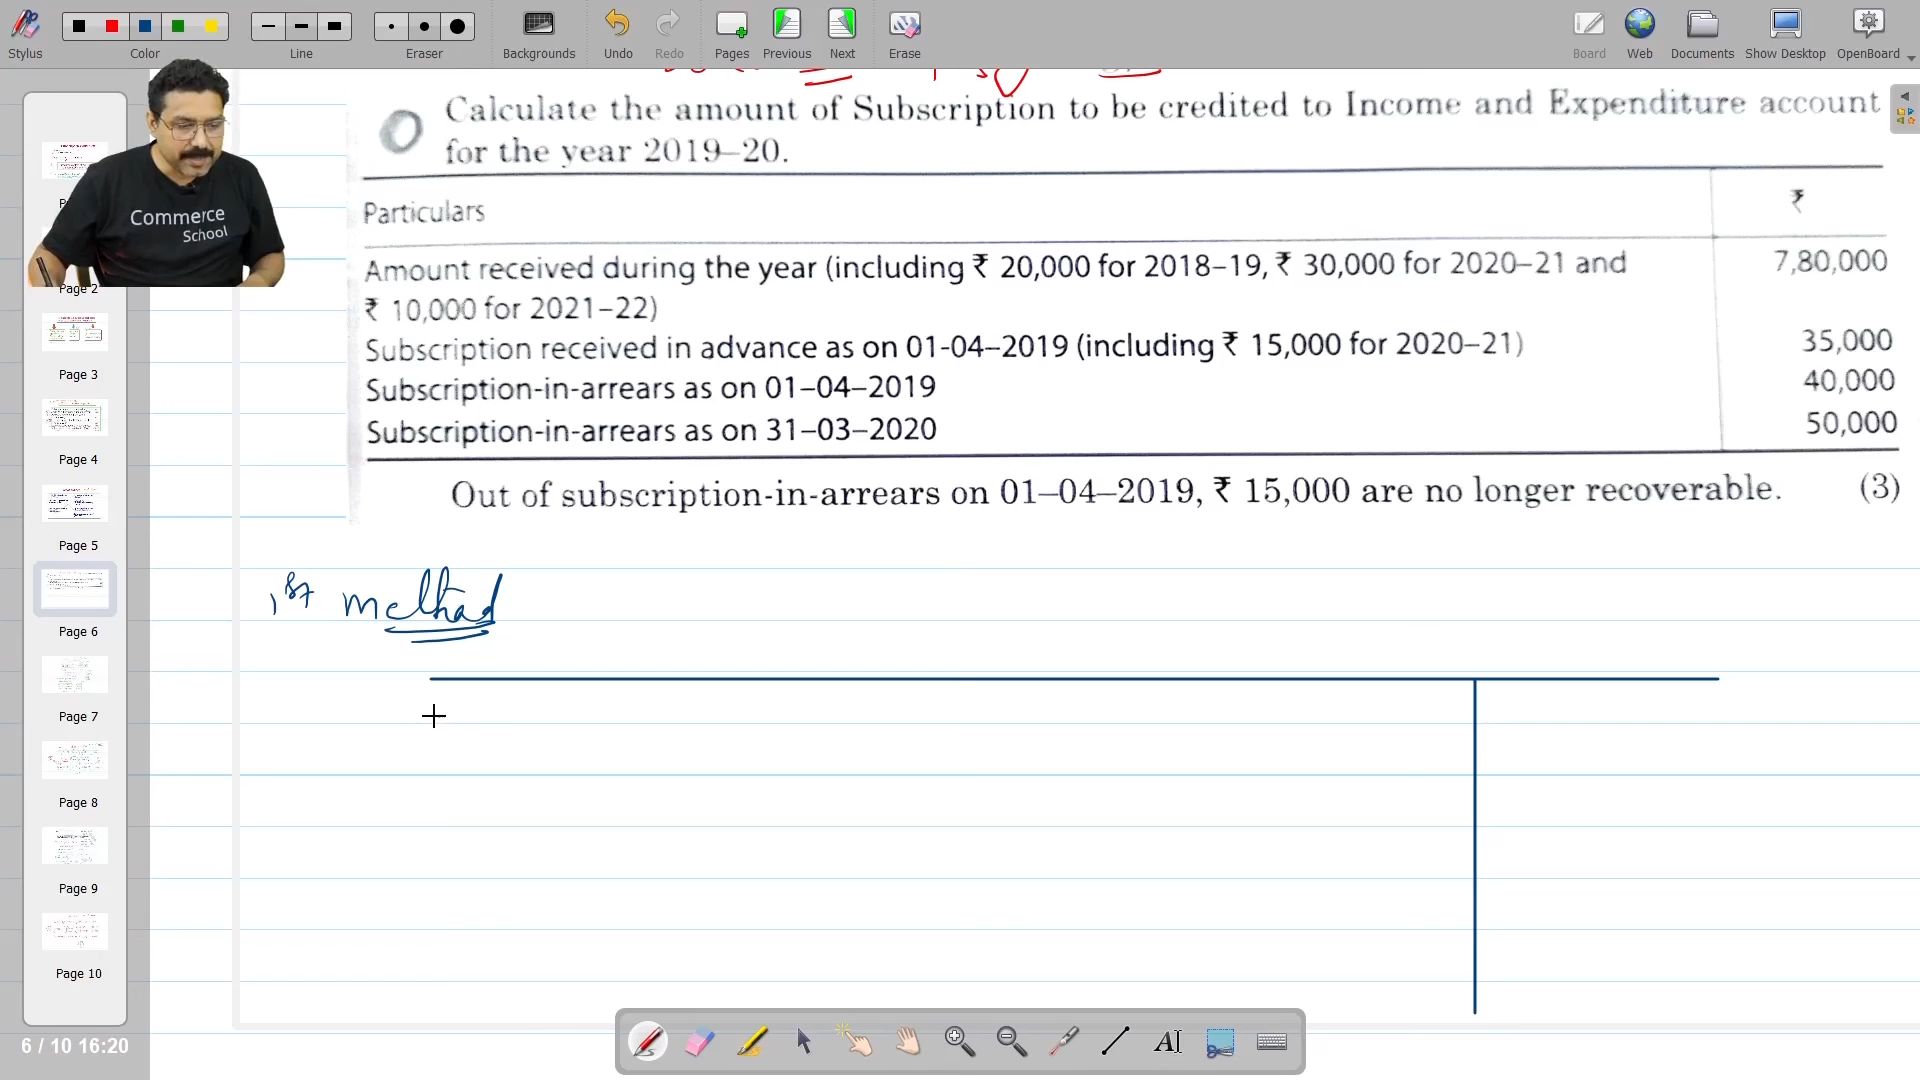 Stylus
Color
Line
Eraser
Backgrounds
Undo
Redo
Pages
Previous
Next
Erase
Board
Web
Documents
Show Desktop
OpenBoard
Calculate the amount of Subscription to be credited to Income and Expenditure account
for the year 2019–20.
Particulars ₹
Amount received during the year (including ₹ 20,000 for 2018–19, ₹ 30,000 for 2020–21 and 7,80,000
₹ 10,000 for 2021–22)
Subscription received in advance as on 01-04–2019 (including ₹ 15,000 for 2020–21) 35,000
Subscription-in-arrears as on 01–04–2019 40,000
Subscription-in-arrears as on 31–03–2020 50,000
Out of subscription-in-arrears on 01–04–2019, ₹ 15,000 are no longer recoverable. (3)
1st method
Commerce
School
Page 2
Page 3
Page 4
Page 5
Page 6
Page 7
Page 8
Page 9
Page 10
6 / 10 16:20